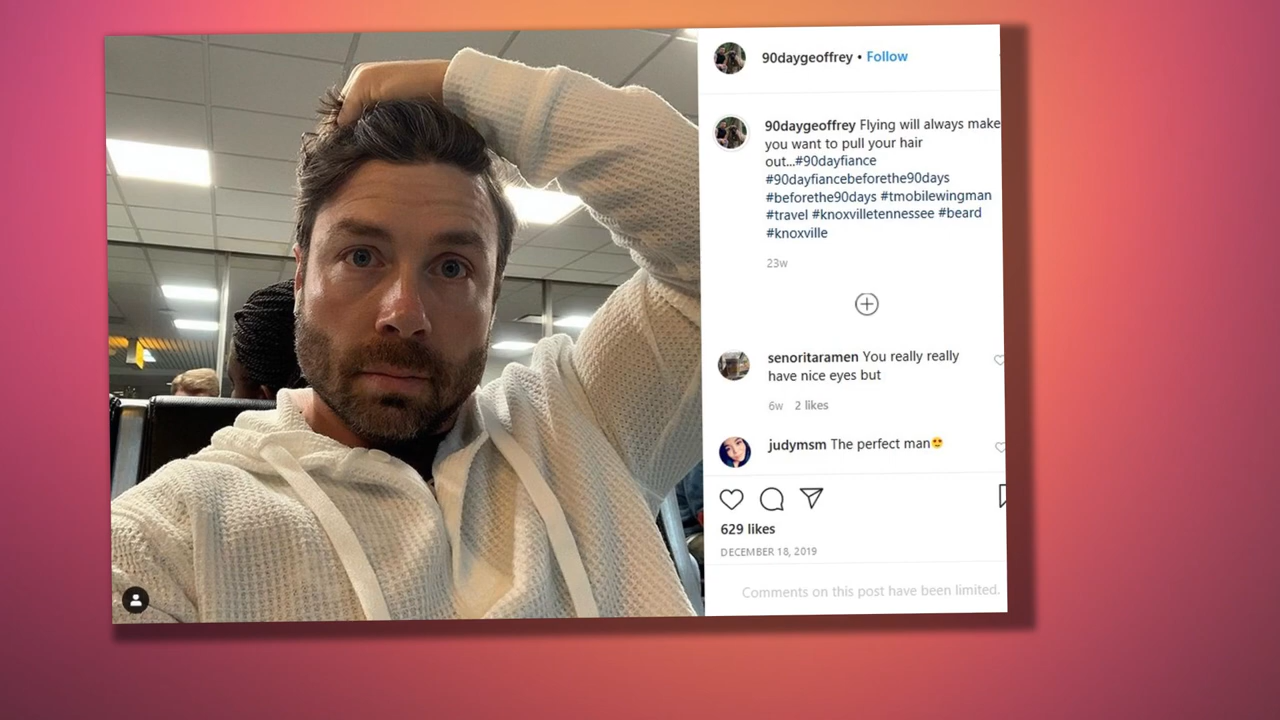 90daygeoffrey • Follow
90daygeoffrey Flying will always make
you want to pull your hair
out...#90dayfiance
#90dayfiancebeforethe90days
#beforethe90days #tmobilewingman
#travel #knoxvilletennessee #beard
#knoxville
23w
senoritaramen You really really
have nice eyes but
6w 2 likes
judymsm The perfect man😍
629 likes
DECEMBER 18, 2019
Comments on this post have been limited.